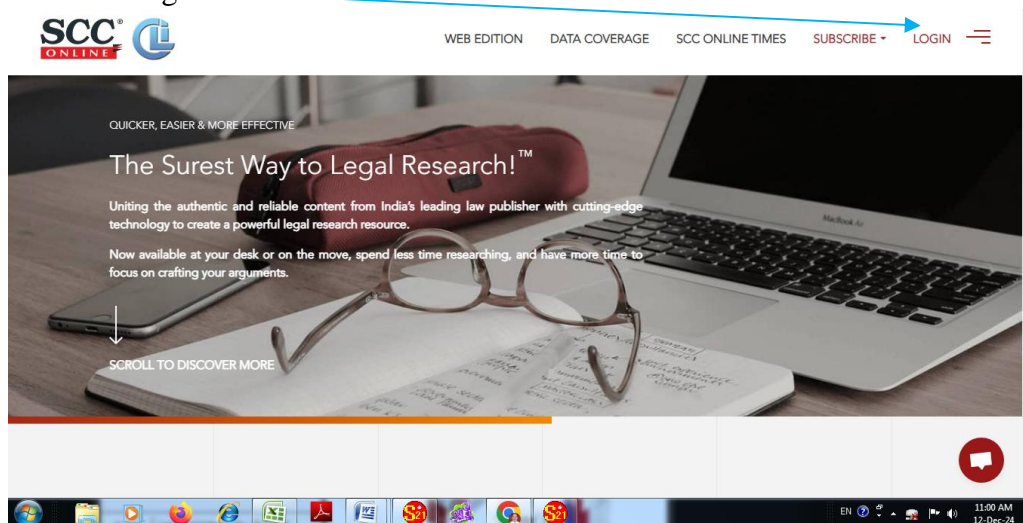 SCC®
ONLINE
WEB EDITION DATA COVERAGE SCC ONLINE TIMES SUBSCRIBE LOGIN
QUICKER, EASIER & MORE EFFECTIVE
The Surest Way to Legal Research!™
Uniting the authentic and reliable content from India's leading law publisher with cutting-edge
technology to create a powerful legal research resource.
Now available at your desk or on the move, spend less time researching, and have more time to
focus on crafting your arguments.
SCROLL TO DISCOVER MORE
MacBook Air
EN
11:00 AM
12-Dec-24